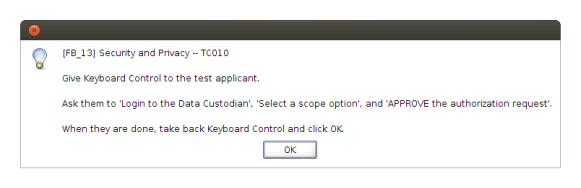 [FB_13] Security and Privacy -- TC010
Give Keyboard Control to the test applicant.
Ask them to 'Login to the Data Custodian', 'Select a scope option', and 'APPROVE the authorization request'.
When they are done, take back Keyboard Control and click OK.
OK